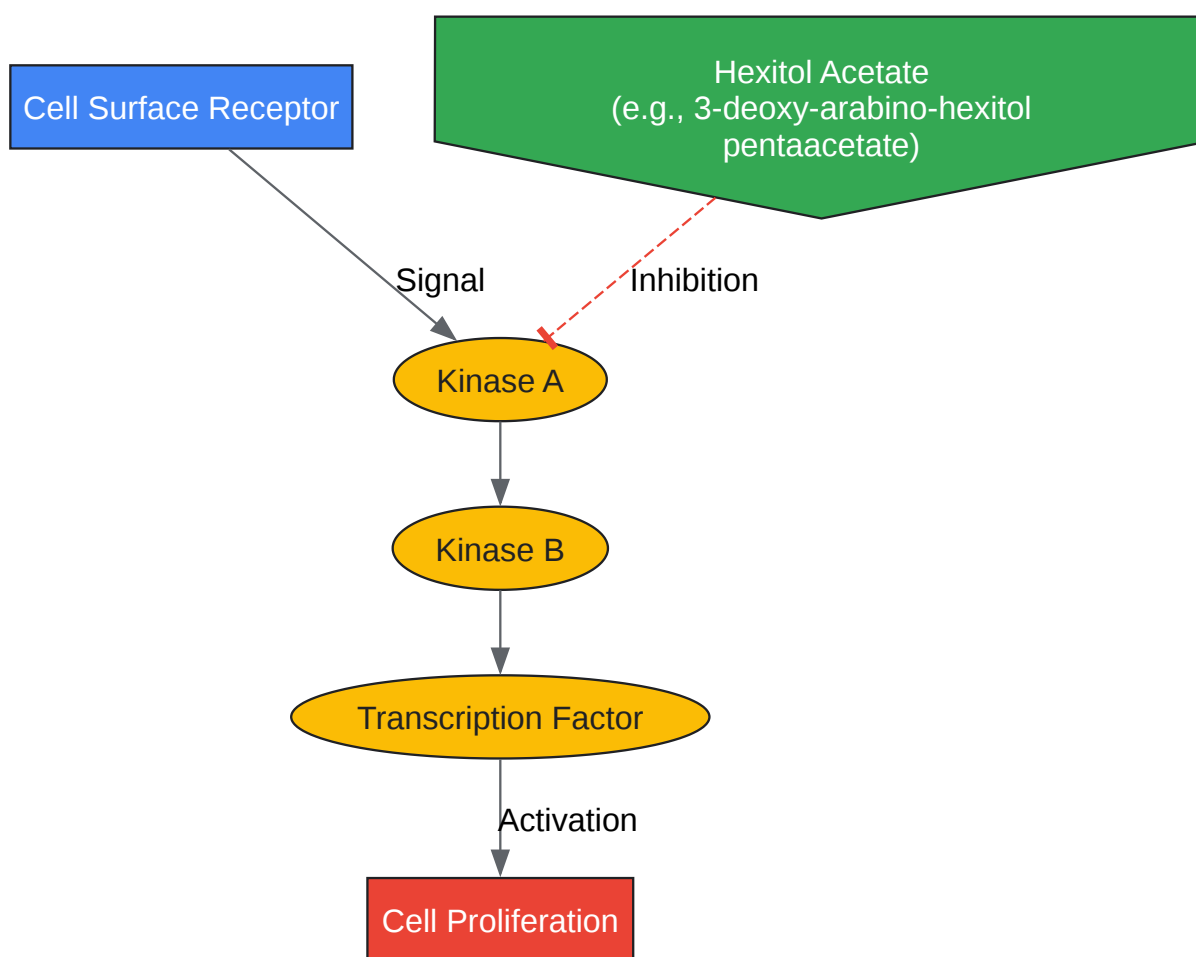 Cell Surface Receptor
Hexitol Acetate
(e.g., 3-deoxy-arabino-hexitol
pentaacetate)
Signal
Inhibition
Kinase A
Kinase B
Transcription Factor
Activation
Cell Proliferation